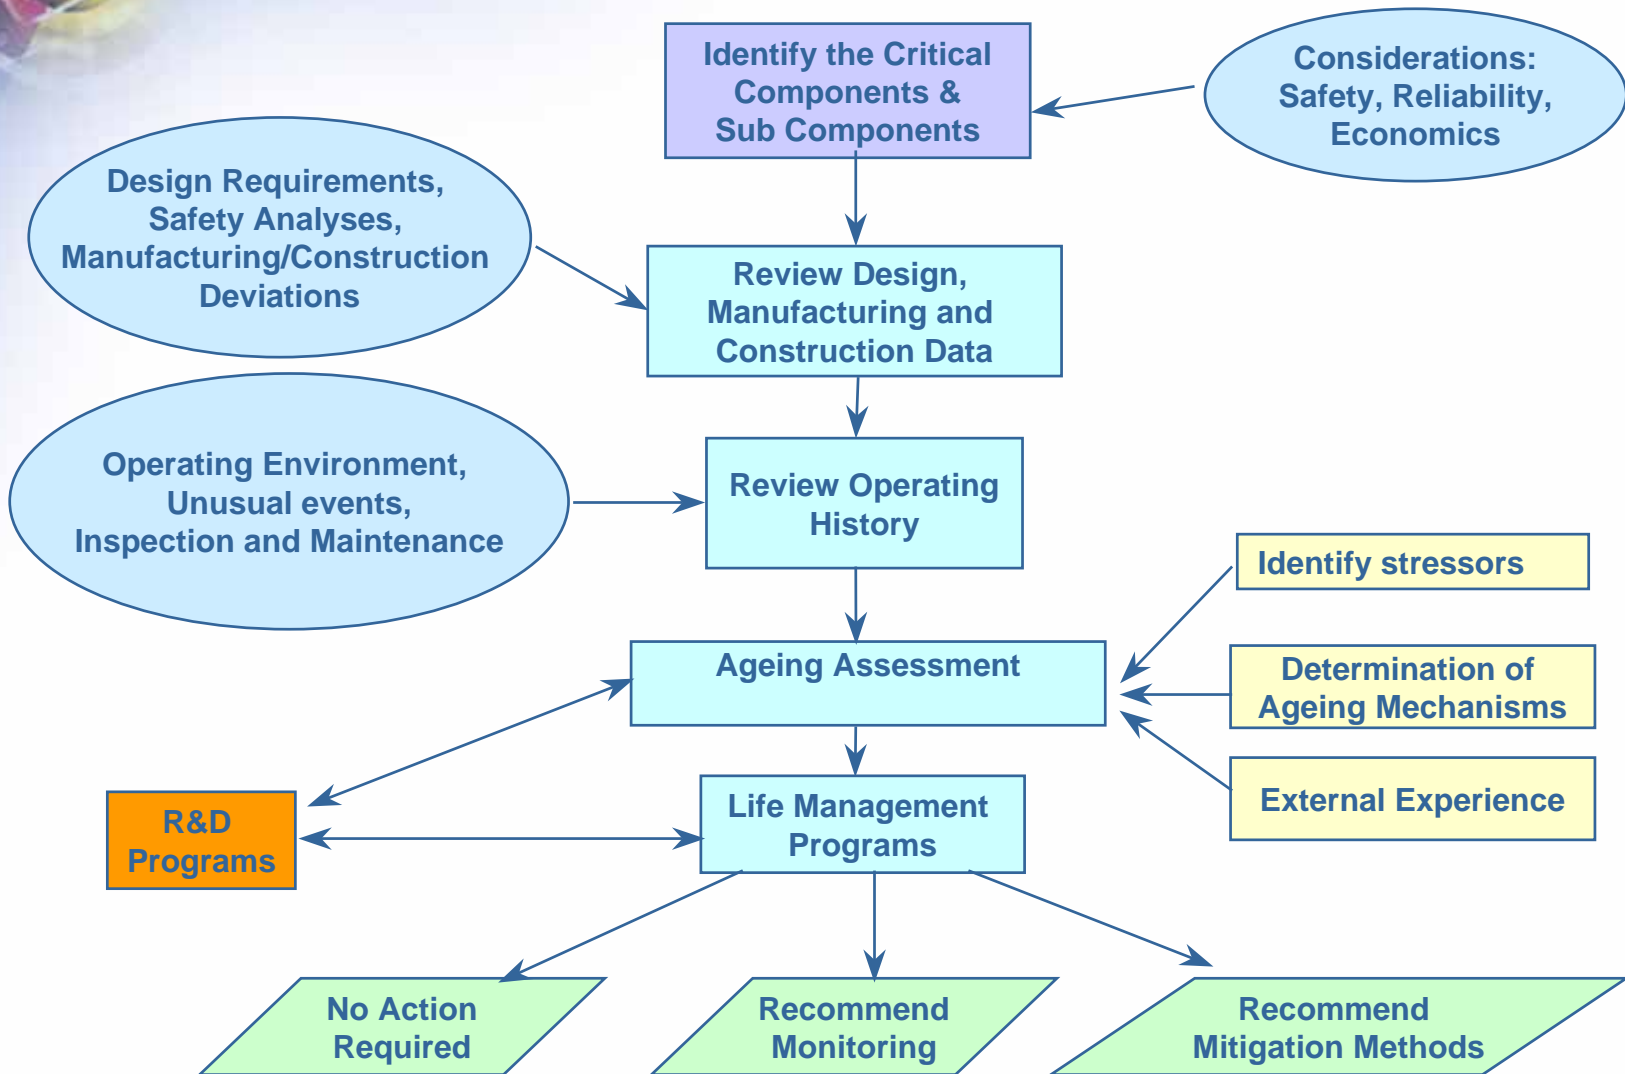 Identify the Critical
Components &
Sub Components
Considerations:
Safety, Reliability,
Economics
Design Requirements,
Safety Analyses,
Manufacturing/Construction
Deviations
Review Design,
Manufacturing and
Construction Data
Operating Environment,
Unusual events,
Inspection and Maintenance
Review Operating
History
Identify stressors
Ageing Assessment
Determination of
Ageing Mechanisms
External Experience
R&D
Programs
Life Management
Programs
No Action
Required
Recommend
Monitoring
Recommend
Mitigation Methods